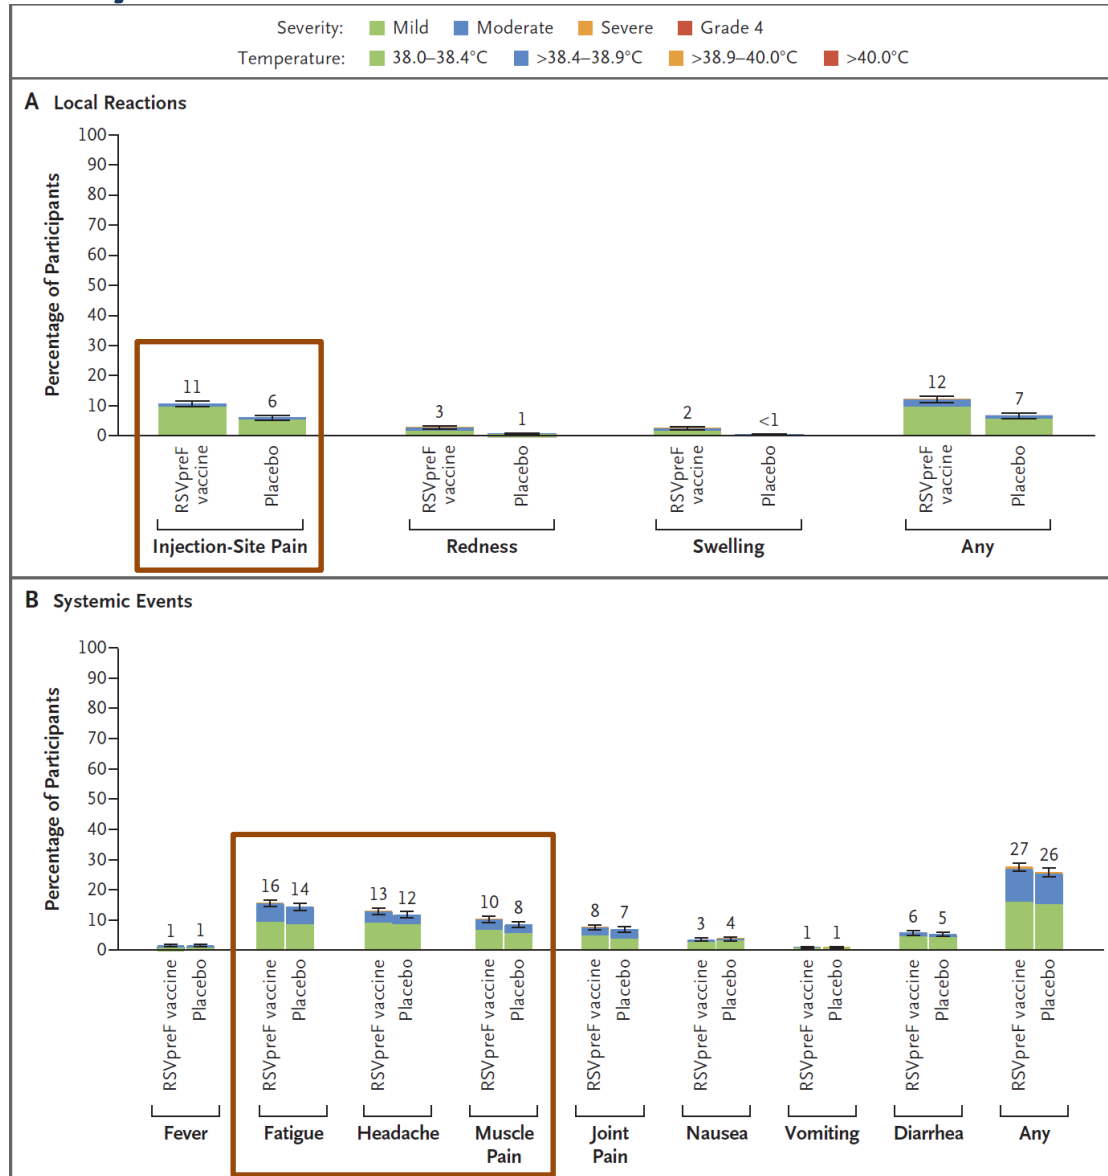 Severity: Mild Moderate Severe Grade 4
Temperature: 38.0–38.4°C >38.4–38.9°C >38.9–40.0°C >40.0°C
A Local Reactions
Percentage of Participants
100
90
80
70
60
50
40
30
20
10
0
11 6 3 1 2 <1 12 7
RSVpreF vaccine
Placebo
RSVpreF vaccine
Placebo
RSVpreF vaccine
Placebo
RSVpreF vaccine
Placebo
Injection-Site Pain Redness Swelling Any
B Systemic Events
Percentage of Participants
100
90
80
70
60
50
40
30
20
10
0
1 1 16 14 13 12 10 8 8 7 3 4 1 1 6 5 27 26
RSVpreF vaccine
Placebo
RSVpreF vaccine
Placebo
RSVpreF vaccine
Placebo
RSVpreF vaccine
Placebo
RSVpreF vaccine
Placebo
RSVpreF vaccine
Placebo
RSVpreF vaccine
Placebo
RSVpreF vaccine
Placebo
RSVpreF vaccine
Placebo
Fever Fatigue Headache Muscle Pain Joint Pain Nausea Vomiting Diarrhea Any